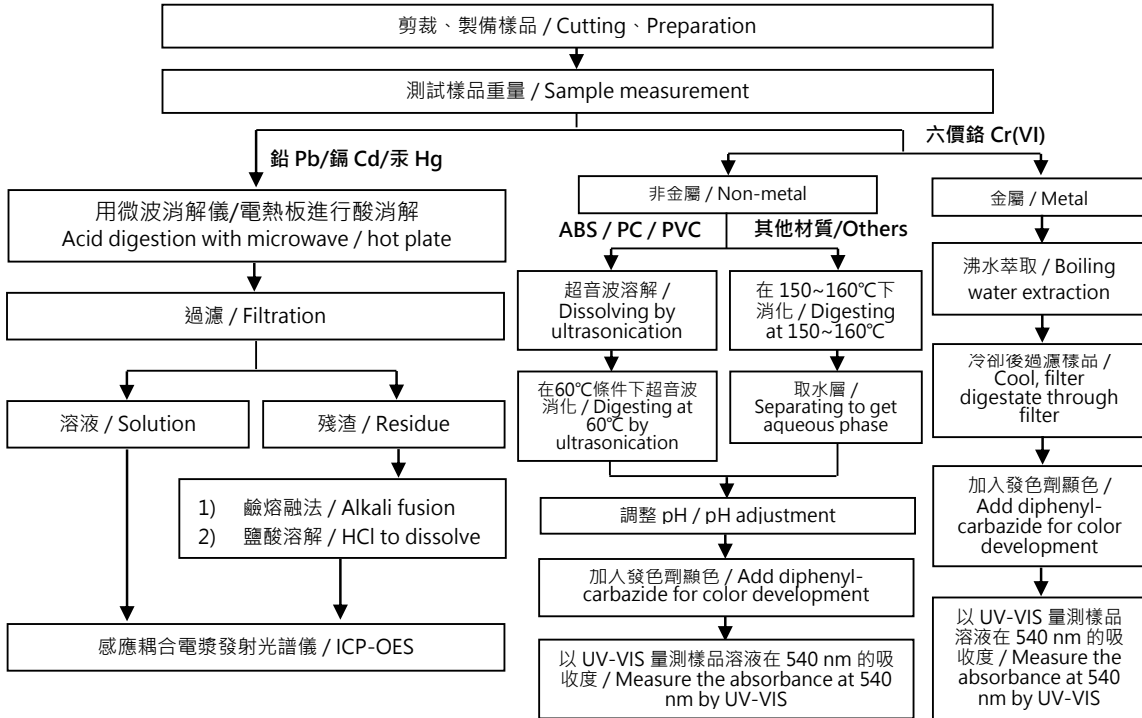 剪裁、製備樣品 / Cutting、Preparation
測試樣品重量 / Sample measurement
鉛 Pb/鎘 Cd/汞 Hg
六價鉻 Cr(VI)
用微波消解儀/電熱板進行酸消解
Acid digestion with microwave / hot plate
過濾 / Filtration
溶液 / Solution
殘渣 / Residue
1) 鹼熔融法 / Alkali fusion
2) 鹽酸溶解 / HCl to dissolve
感應耦合電漿發射光譜儀 / ICP-OES
非金屬 / Non-metal
ABS / PC / PVC
其他材質/Others
超音波溶解 /
Dissolving by
ultrasonication
在60℃條件下超音波
消化 / Digesting at
60℃ by
ultrasonication
在 150~160℃下
消化 / Digesting
at 150~160℃
取水層 /
Separating to get
aqueous phase
調整 pH / pH adjustment
加入發色劑顯色 / Add diphenyl-
carbazide for color development
以 UV-VIS 量測樣品溶液在 540 nm 的吸
收度 / Measure the absorbance at 540
nm by UV-VIS
金屬 / Metal
沸水萃取 / Boiling
water extraction
冷卻後過濾樣品 /
Cool, filter
digestate through
filter
加入發色劑顯色 /
Add diphenyl-
carbazide for color
development
以 UV-VIS 量測樣品
溶液在 540 nm 的吸
收度 / Measure the
absorbance at 540
nm by UV-VIS